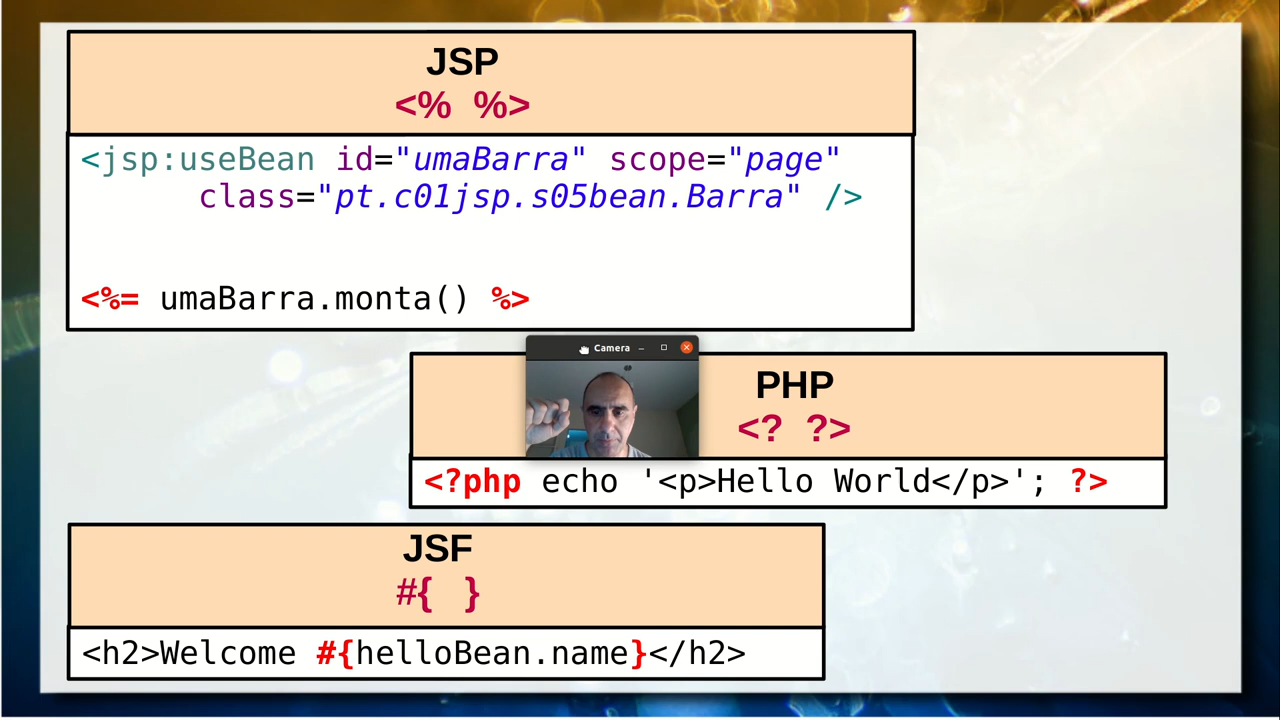 JSP
<% %>
<jsp:useBean id="umaBarra" scope="page"
class="pt.c01jsp.s05bean.Barra" />
<%= umaBarra.monta() %>
Camera
PHP
<? ?>
<?php echo '<p>Hello World</p>'; ?>
JSF
#{ }
<h2>Welcome #{helloBean.name}</h2>